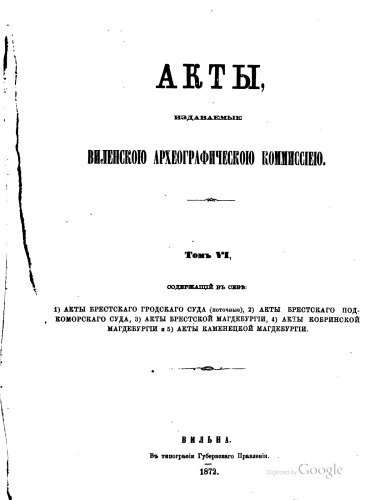 АКТЫ,
ИЗДАВАЕМЫЕ
ВИЛЕНСКОЮ АРХЕОГРАФИЧЕСКОЮ КОММИССІЕЮ.
Томъ VI,
СОДЕРЖАЩІЙ ВЪ СЕБѢ:
1) АКТЫ БРЕСТСКАГО ГРОДСКАГО СУДА (поточные), 2) АКТЫ БРЕСТСКАГО ПОД-
КОМОРСКАГО СУДА, 3) АКТЫ БРЕСТСКОЙ МАГДЕБУРГІИ, 4) АКТЫ КОБРИНСКОЙ
МАГДЕБУРГІИ и 5) АКТЫ КАМЕНЕЦКОЙ МАГДЕБУРГІИ.
ВИЛЬНА.
Въ типографіи Губернскаго Правленія.
1872.
Digitized by Google